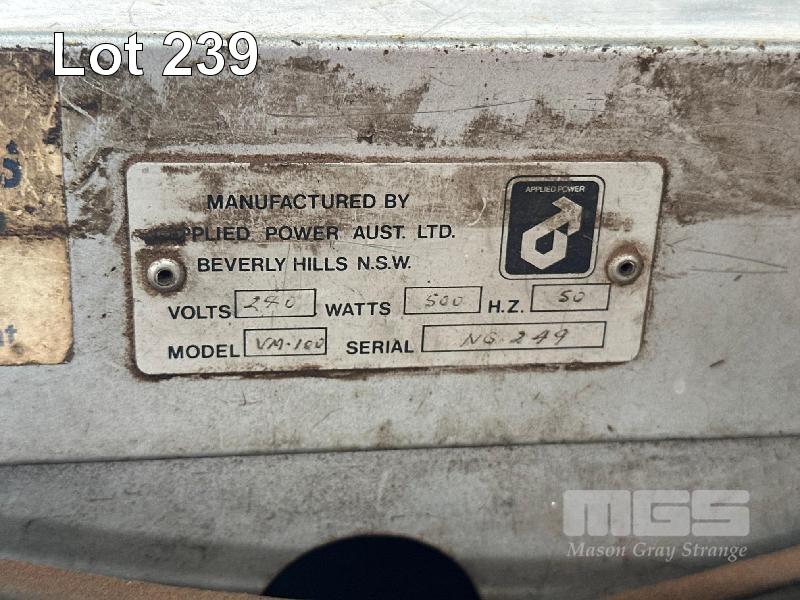 Lot 239
MANUFACTURED BY
APPLIED POWER AUST. LTD.
BEVERLY HILLS N.S.W.
APPLIED POWER
VOLTS 240 WATTS 500 H.Z. 50
MODEL VM-100 SERIAL NG 249
MGS
Mason Gray Strange